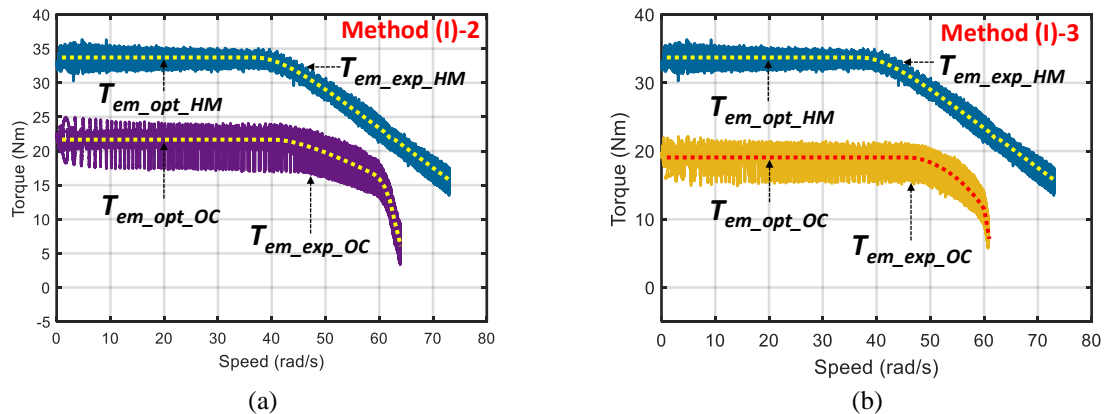 Method (I)-2
40
35
30
25
20
15
10
5
0
-5
Torque (Nm)
T_em_exp_HM
T_em_opt_HM
T_em_opt_OC
T_em_exp_OC
0 10 20 30 40 50 60 70 80
Speed (rad/s)
(a)
Method (I)-3
40
35
30
25
20
15
10
5
0
Torque (Nm)
T_em_exp_HM
T_em_opt_HM
T_em_opt_OC
T_em_exp_OC
0 10 20 30 40 50 60 70 80
Speed (rad/s)
(b)